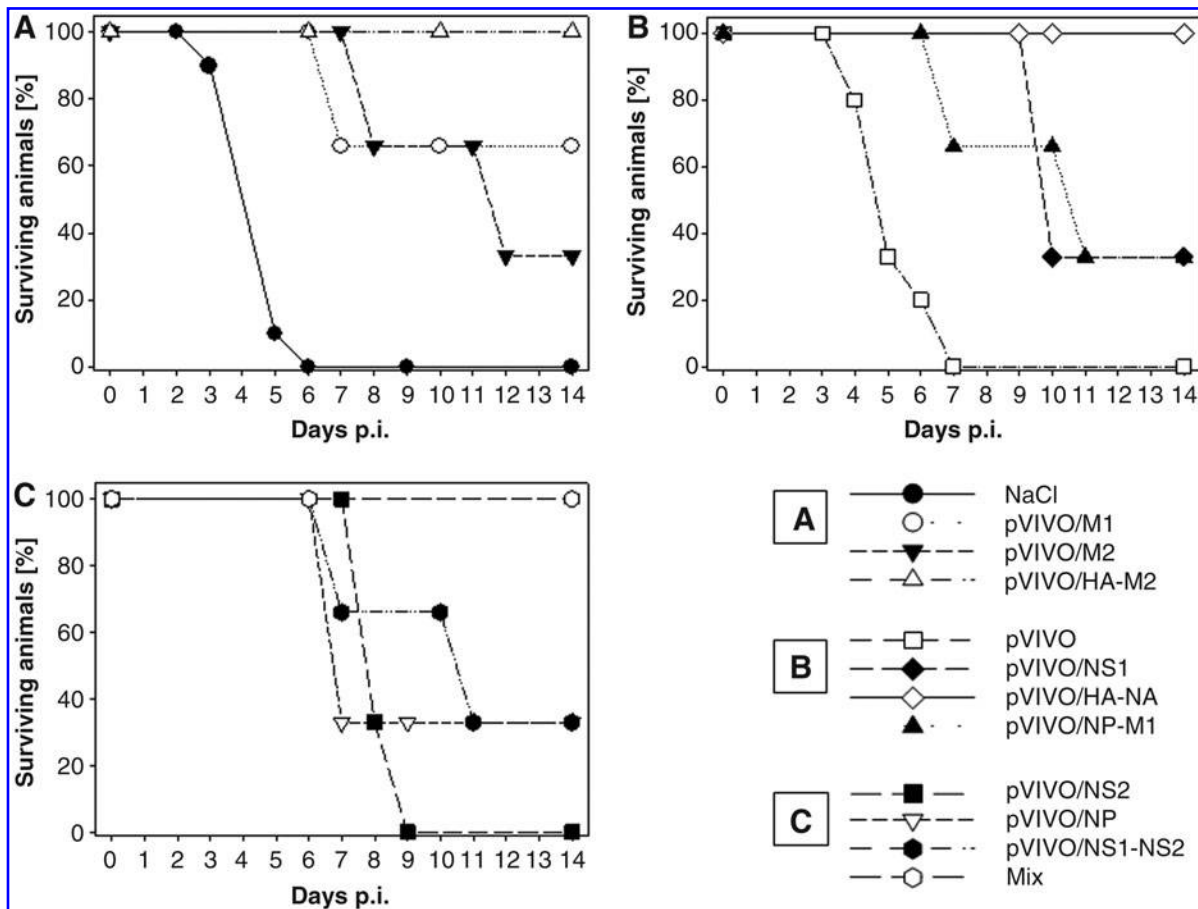 A
Surviving animals [%]
100
80
60
40
20
0
0 1 2 3 4 5 6 7 8 9 10 11 12 13 14
Days p.i.
B
Surviving animals [%]
100
80
60
40
20
0
0 1 2 3 4 5 6 7 8 9 10 11 12 13 14
Days p.i.
C
Surviving animals [%]
100
80
60
40
20
0
0 1 2 3 4 5 6 7 8 9 10 11 12 13 14
Days p.i.
A
NaCl
pVIVO/M1
pVIVO/M2
pVIVO/HA-M2
B
pVIVO
pVIVO/NS1
pVIVO/HA-NA
pVIVO/NP-M1
C
pVIVO/NS2
pVIVO/NP
pVIVO/NS1-NS2
Mix